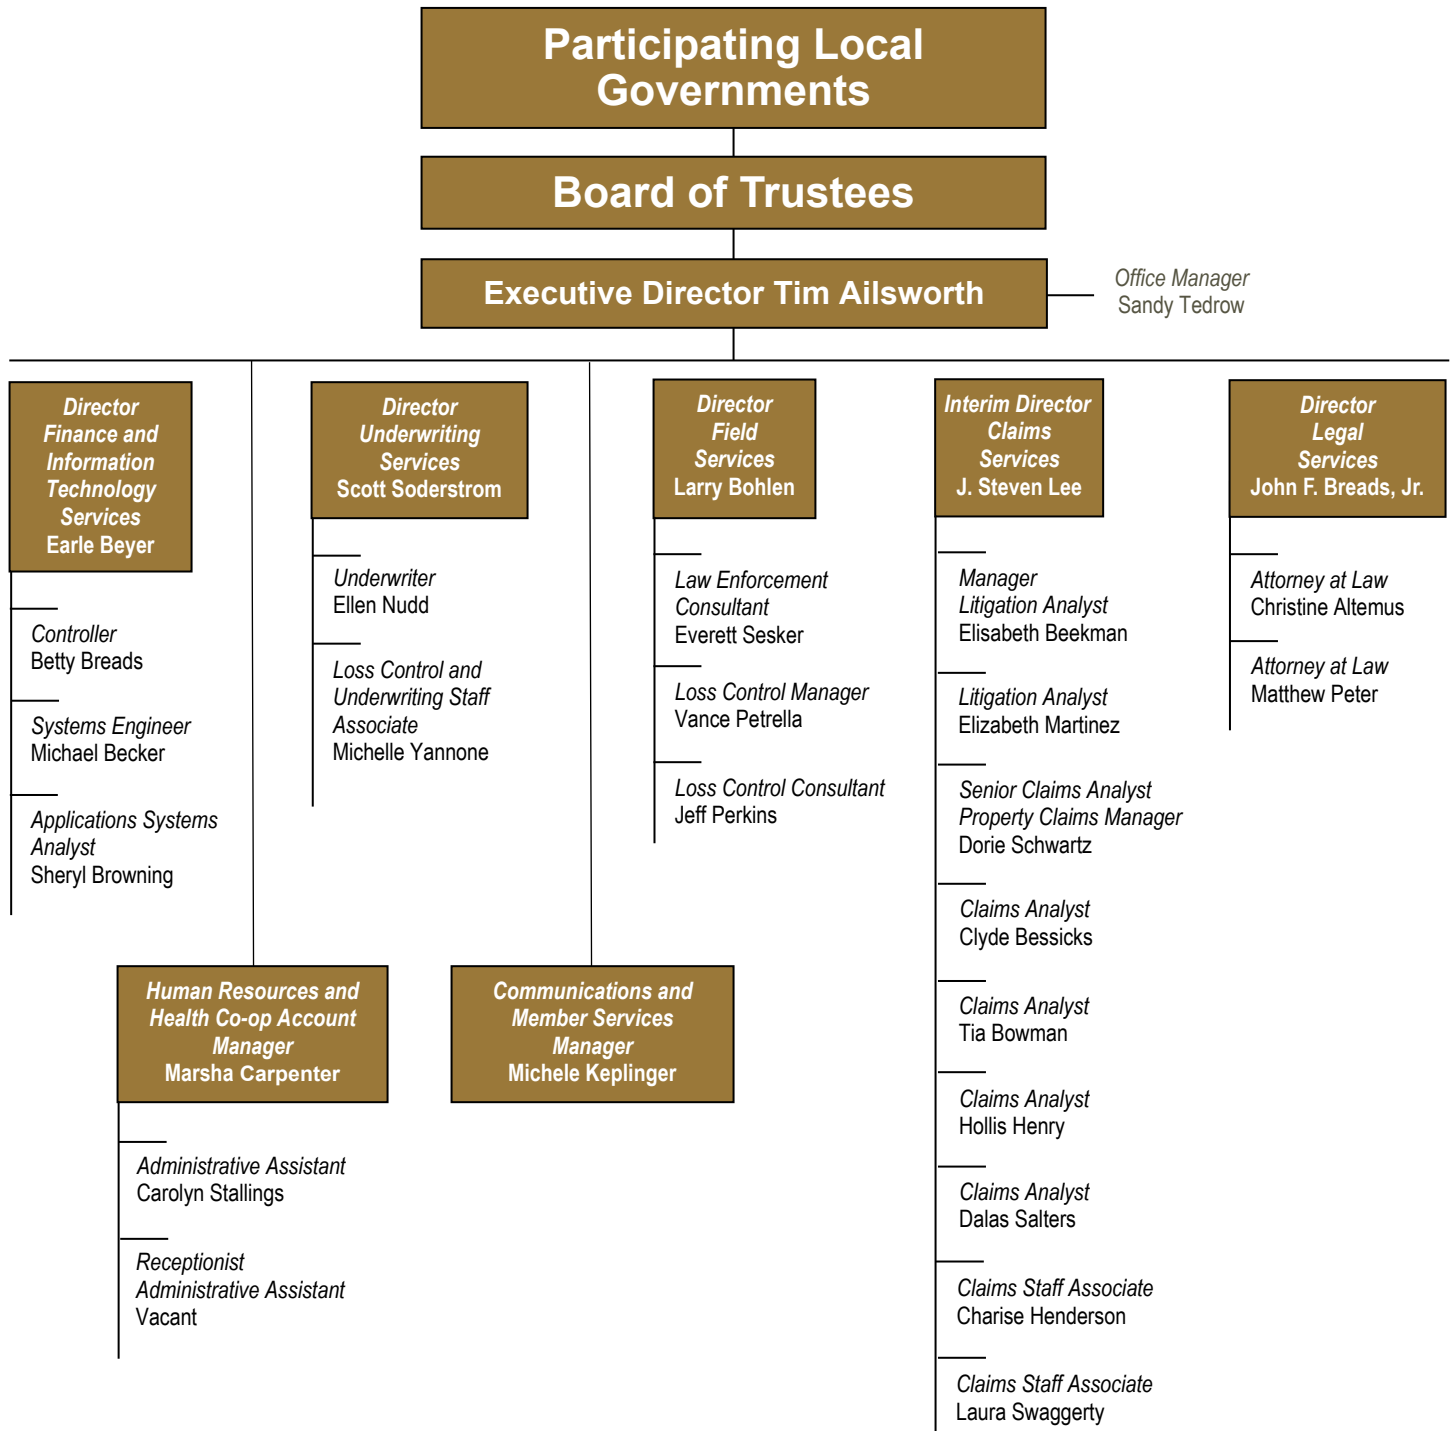 Participating Local
Governments
Board of Trustees
Executive Director Tim Ailsworth
Office Manager
Sandy Tedrow
Director
Finance and
Information
Technology
Services
Earle Beyer
Controller
Betty Breads
Systems Engineer
Michael Becker
Applications Systems
Analyst
Sheryl Browning
Director
Underwriting
Services
Scott Soderstrom
Underwriter
Ellen Nudd
Loss Control and
Underwriting Staff
Associate
Michelle Yannone
Director
Field
Services
Larry Bohlen
Law Enforcement
Consultant
Everett Sesker
Loss Control Manager
Vance Petrella
Loss Control Consultant
Jeff Perkins
Interim Director
Claims
Services
J. Steven Lee
Manager
Litigation Analyst
Elisabeth Beekman
Litigation Analyst
Elizabeth Martinez
Senior Claims Analyst
Property Claims Manager
Dorie Schwartz
Claims Analyst
Clyde Bessicks
Claims Analyst
Tia Bowman
Claims Analyst
Hollis Henry
Claims Analyst
Dalas Salters
Claims Staff Associate
Charise Henderson
Claims Staff Associate
Laura Swaggerty
Director
Legal
Services
John F. Breads, Jr.
Attorney at Law
Christine Altemus
Attorney at Law
Matthew Peter
Human Resources and
Health Co-op Account
Manager
Marsha Carpenter
Administrative Assistant
Carolyn Stallings
Receptionist
Administrative Assistant
Vacant
Communications and
Member Services
Manager
Michele Keplinger